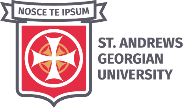 NOSCE TE IPSUM
ST. ANDREWS
GEORGIAN
UNIVERSITY